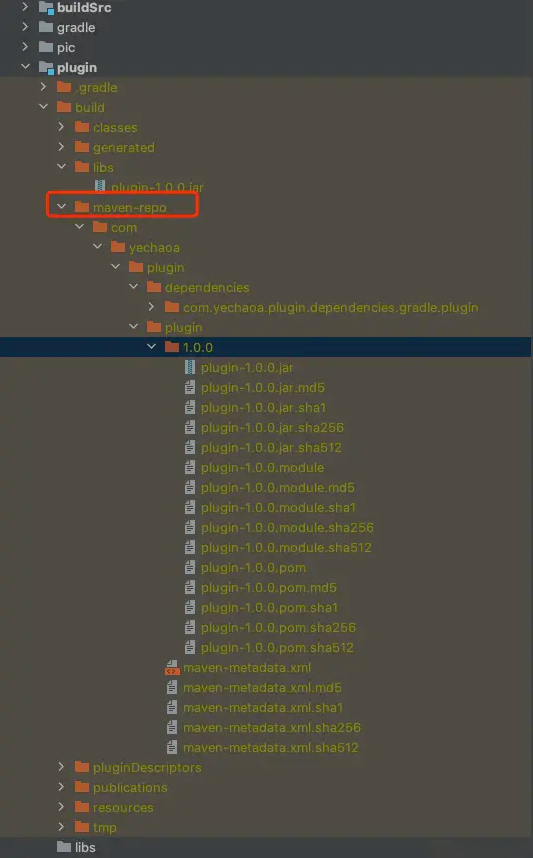 buildSrc
gradle
pic
plugin
.gradle
build
classes
generated
libs
plugin-1.0.0.jar
maven-repo
com
yechaoa
plugin
dependencies
com.yechaoa.plugin.dependencies.gradle.plugin
plugin
1.0.0
plugin-1.0.0.jar
plugin-1.0.0.jar.md5
plugin-1.0.0.jar.sha1
plugin-1.0.0.jar.sha256
plugin-1.0.0.jar.sha512
plugin-1.0.0.module
plugin-1.0.0.module.md5
plugin-1.0.0.module.sha1
plugin-1.0.0.module.sha256
plugin-1.0.0.module.sha512
plugin-1.0.0.pom
plugin-1.0.0.pom.md5
plugin-1.0.0.pom.sha1
plugin-1.0.0.pom.sha256
plugin-1.0.0.pom.sha512
maven-metadata.xml
maven-metadata.xml.md5
maven-metadata.xml.sha1
maven-metadata.xml.sha256
maven-metadata.xml.sha512
pluginDescriptors
publications
resources
tmp
libs